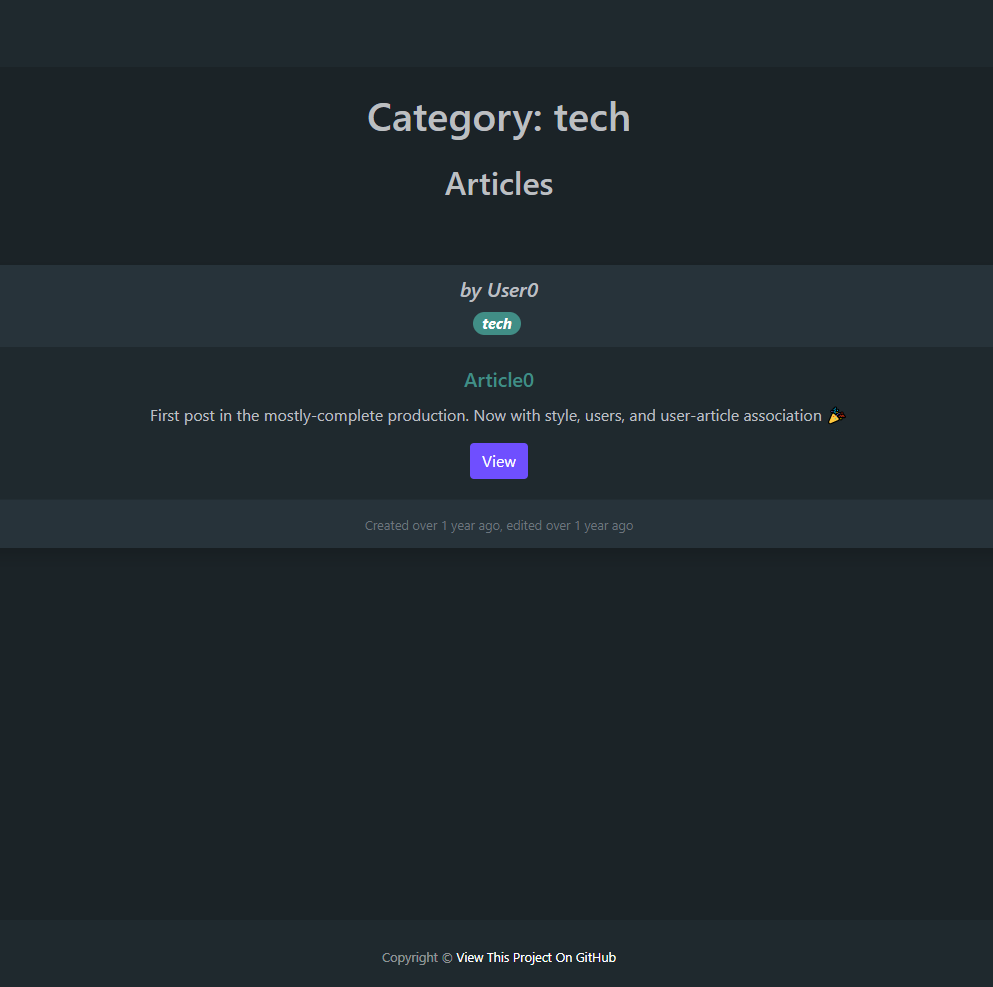 Category: tech
Articles
by User0
tech
Article0
First post in the mostly-complete production. Now with style, users, and user-article association 🎉
View
Created over 1 year ago, edited over 1 year ago
Copyright © View This Project On GitHub